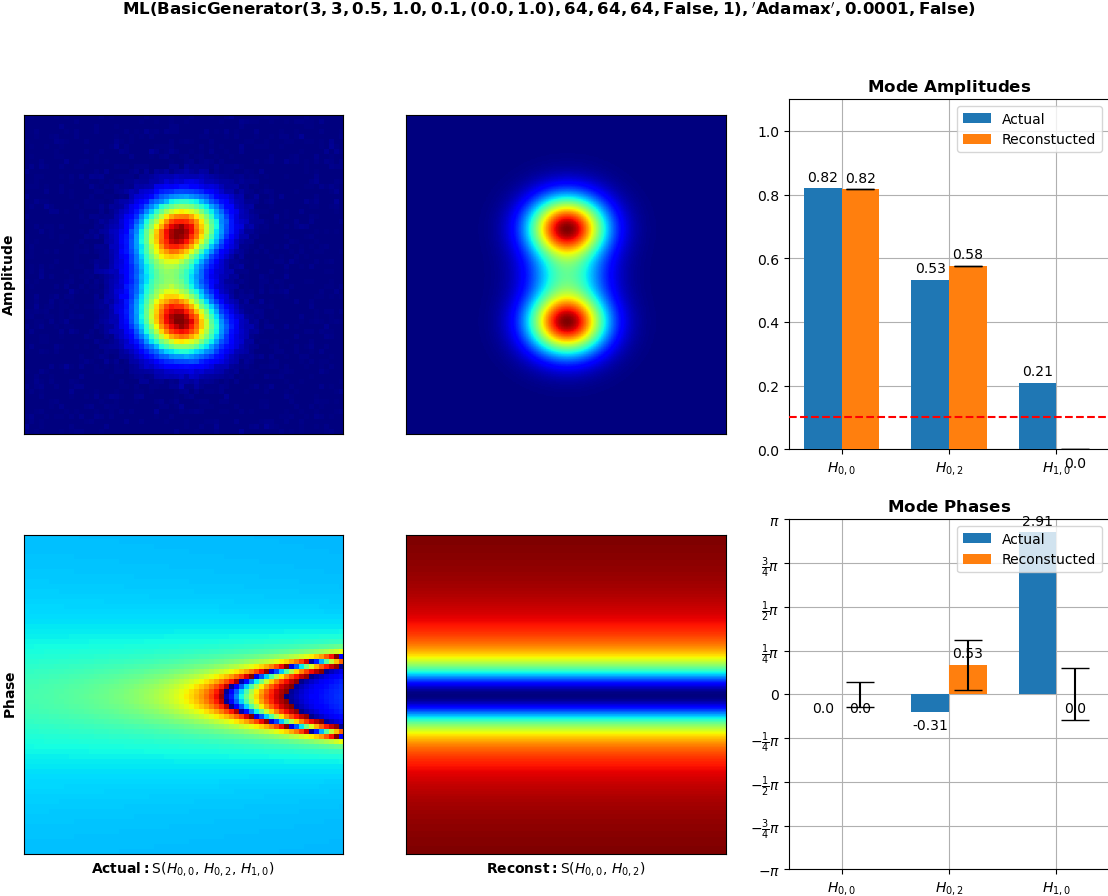 ML(BasicGenerator(3, 3, 0.5, 1.0, 0.1, (0.0, 1.0), 64, 64, 64, False, 1), 'Adamax', 0.0001, False)
Mode Amplitudes
Actual
Reconstucted
1.0
0.8
0.6
0.4
0.2
0.0
0.82
0.82
0.53
0.58
0.21
0.0
H0,0
H0,2
H1,0
Amplitude
Mode Phases
Actual
Reconstucted
π
3/4π
1/2π
1/4π
0
−1/4π
−1/2π
−3/4π
−π
0.0
0.0
-0.31
0.53
2.91
0.0
H0,0
H0,2
H1,0
Phase
Actual: S(H0,0, H0,2, H1,0)
Reconst: S(H0,0, H0,2)